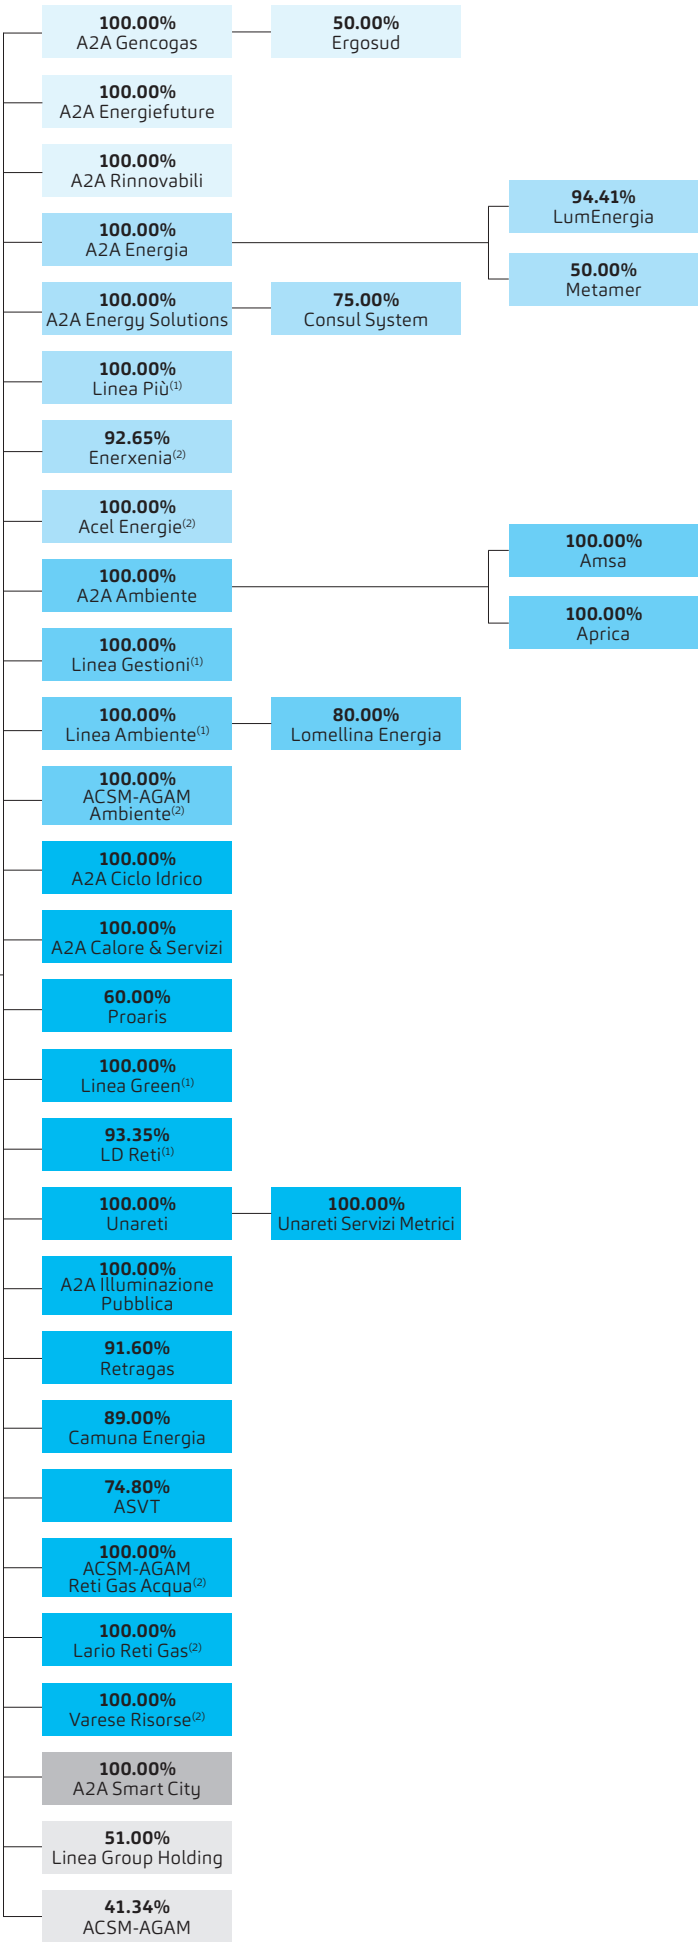 100.00%
A2A Gencogas
50.00%
Ergosud
100.00%
A2A Energiefuture
100.00%
A2A Rinnovabili
100.00%
A2A Energia
94.41%
LumEnergia
50.00%
Metamer
100.00%
A2A Energy Solutions
75.00%
Consul System
100.00%
Linea Più(1)
92.65%
Enerxenia(2)
100.00%
Acel Energie(2)
100.00%
A2A Ambiente
100.00%
Amsa
100.00%
Aprica
100.00%
Linea Gestioni(1)
100.00%
Linea Ambiente(1)
80.00%
Lomellina Energia
100.00%
ACSM-AGAM
Ambiente(2)
100.00%
A2A Ciclo Idrico
100.00%
A2A Calore & Servizi
60.00%
Proaris
100.00%
Linea Green(1)
93.35%
LD Reti(1)
100.00%
Unareti
100.00%
Unareti Servizi Metrici
100.00%
A2A Illuminazione
Pubblica
91.60%
Retragas
89.00%
Camuna Energia
74.80%
ASVT
100.00%
ACSM-AGAM
Reti Gas Acqua(2)
100.00%
Lario Reti Gas(2)
100.00%
Varese Risorse(2)
100.00%
A2A Smart City
51.00%
Linea Group Holding
41.34%
ACSM-AGAM